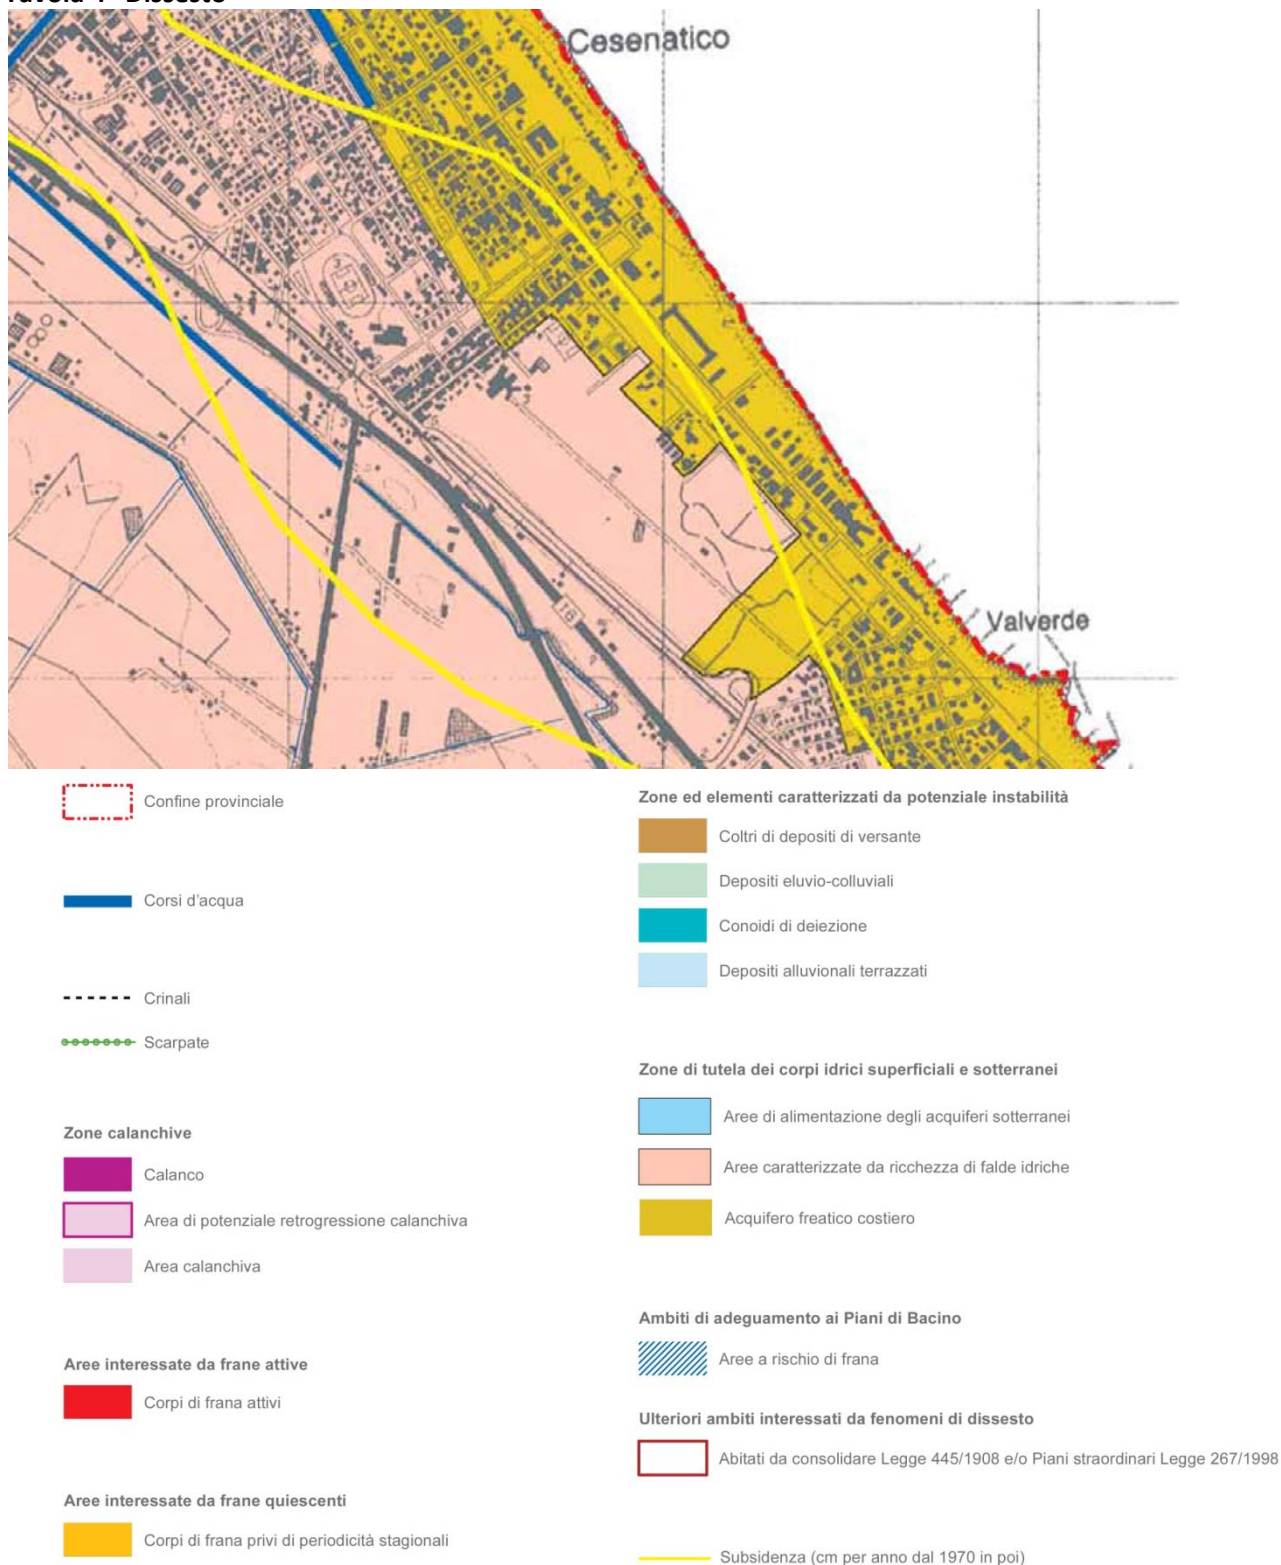 Cesenatico
16
Valverde
Confine provinciale
Corsi d'acqua
Crinali
Scarpate
Zone calanchive
Calanco
Area di potenziale retrogressione calanchiva
Area calanchiva
Aree interessate da frane attive
Corpi di frana attivi
Aree interessate da frane quiescenti
Corpi di frana privi di periodicità stagionali
Zone ed elementi caratterizzati da potenziale instabilità
Coltri di depositi di versante
Depositi eluvio-colluviali
Conoidi di deiezione
Depositi alluvionali terrazzati
Zone di tutela dei corpi idrici superficiali e sotterranei
Aree di alimentazione degli acquiferi sotterranei
Aree caratterizzate da ricchezza di falde idriche
Acquifero freatico costiero
Ambiti di adeguamento ai Piani di Bacino
Aree a rischio di frana
Ulteriori ambiti interessati da fenomeni di dissesto
Abitati da consolidare Legge 445/1908 e/o Piani straordinari Legge 267/1998
Subsidenza (cm per anno dal 1970 in poi)